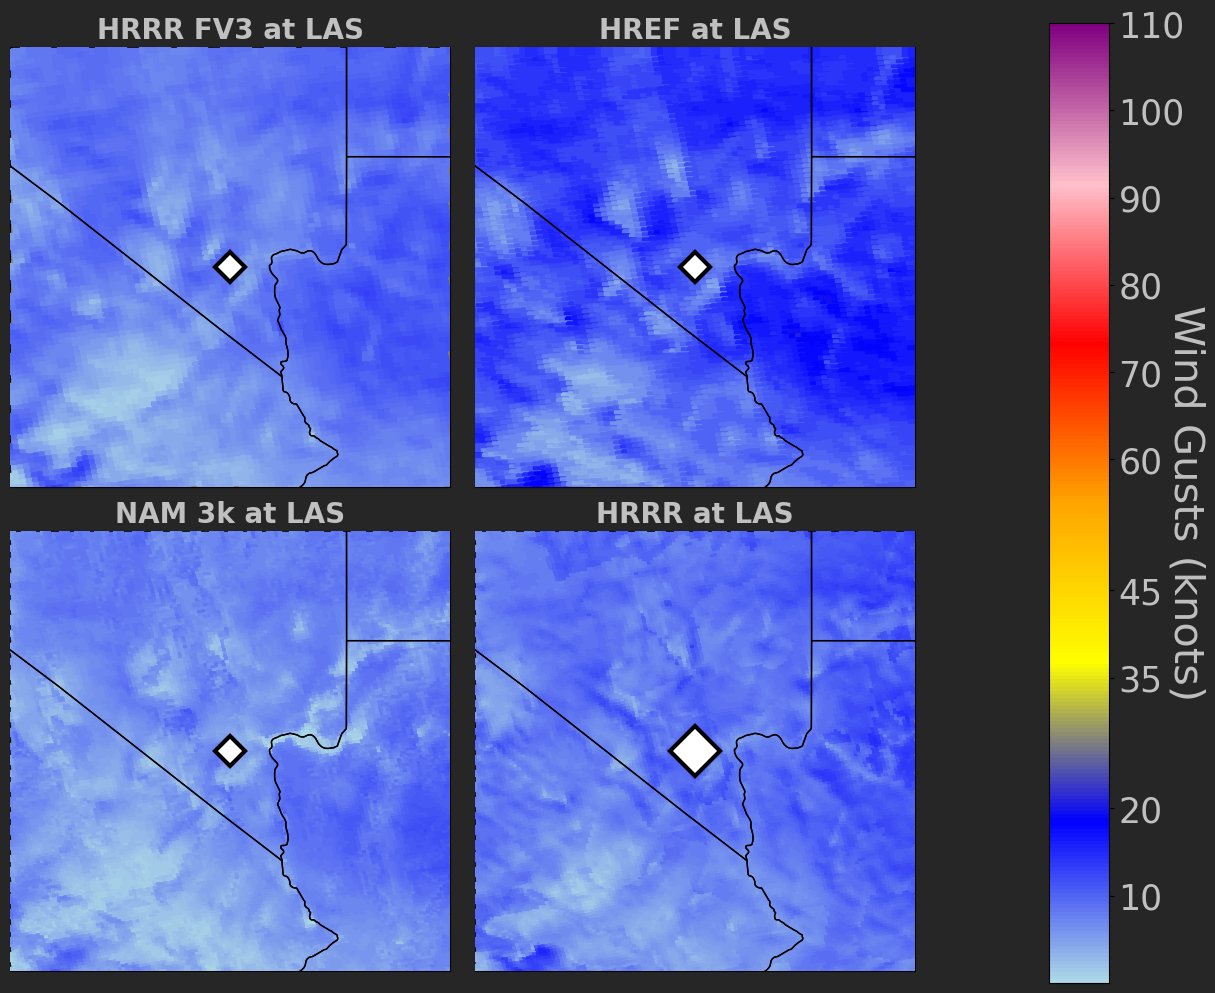 HRRR FV3 at LAS
HREF at LAS
NAM 3k at LAS
HRRR at LAS
110
100
90
80
70
60
45
35
20
10
Wind Gusts (knots)